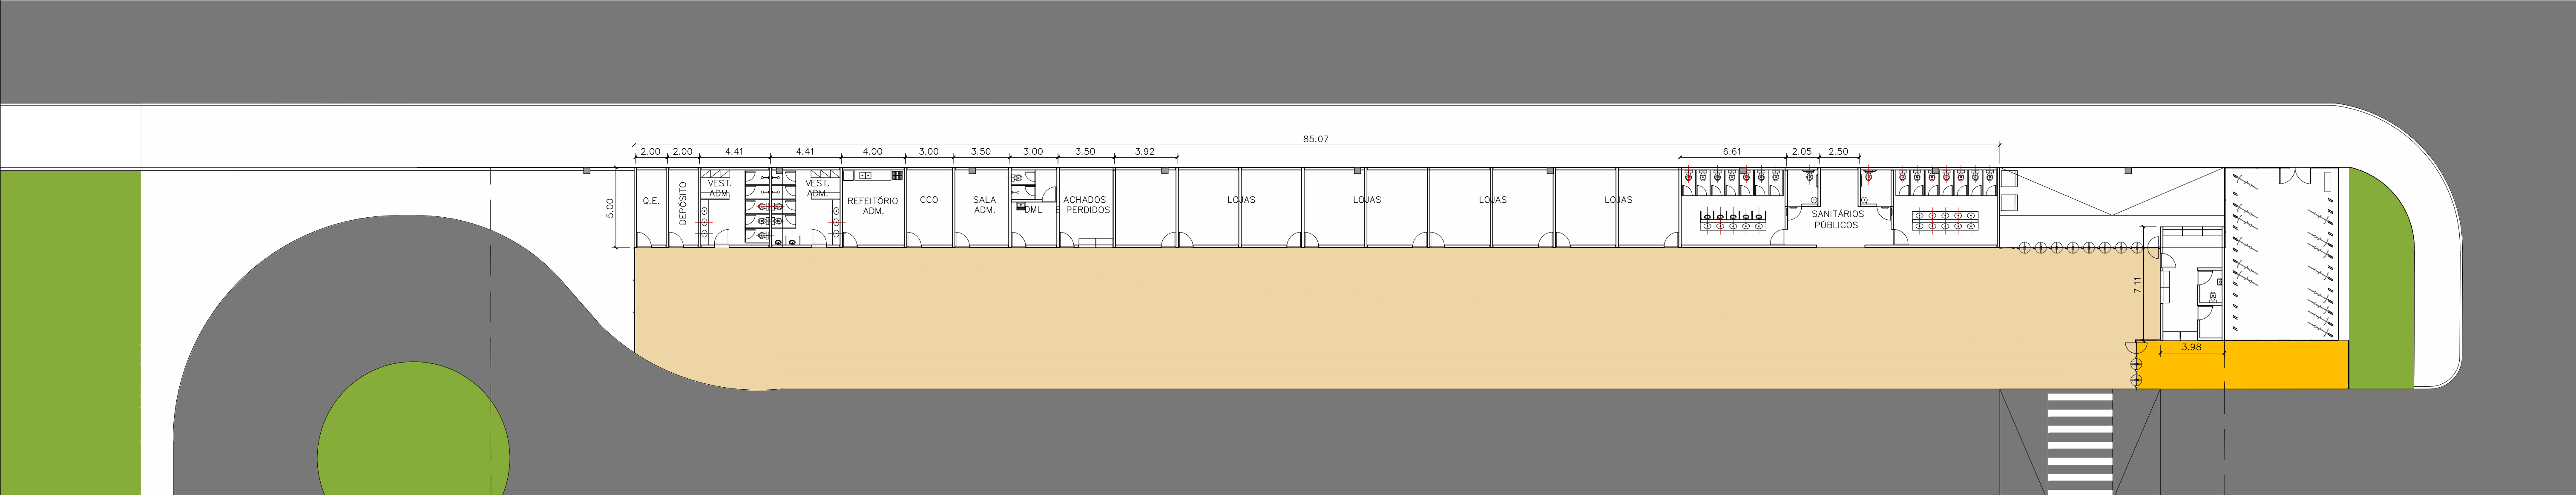 85.07
2.00 2.00 4.41 4.41 4.00 3.00 3.50 3.00 3.50 3.92 6.61 2.05 2.50
5.00
Q.E.
DEPÓSITO
VEST.
ADM.
VEST.
ADM.
REFEITÓRIO
ADM.
CCO
SALA
ADM.
DML
ACHADOS
E PERDIDOS
LOJAS
LOJAS
LOJAS
LOJAS
SANITÁRIOS
PÚBLICOS
7.11
3.98